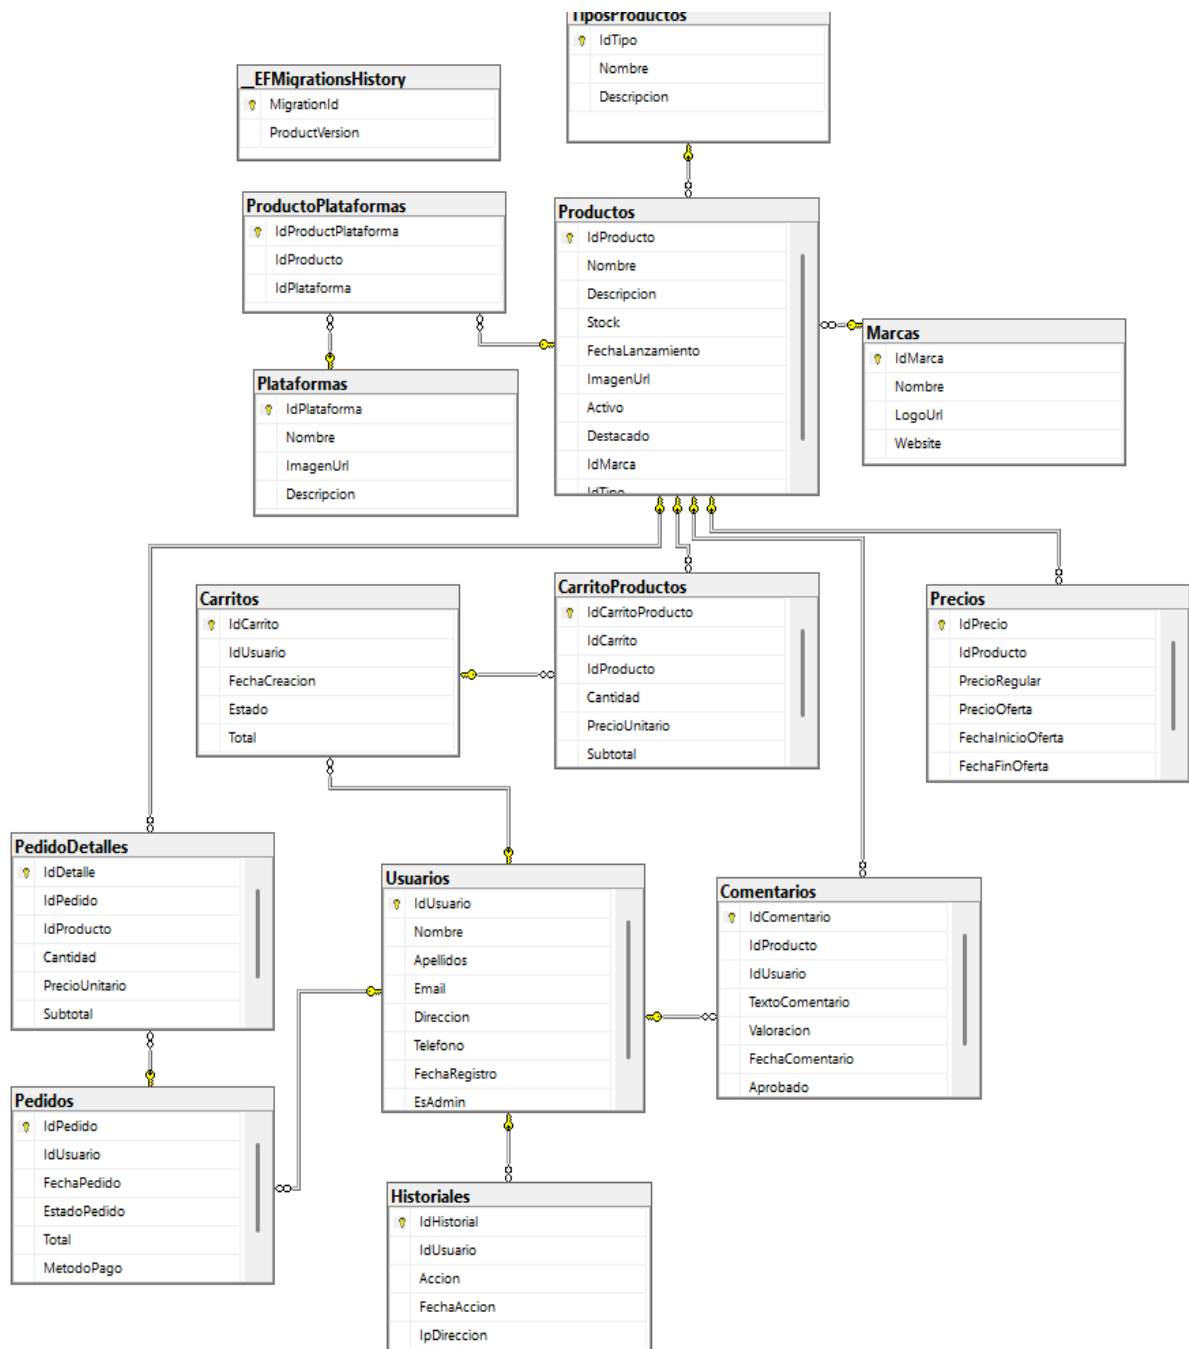 TiposProductos
IdTipo
Nombre
Descripcion
__EFMigrationsHistory
MigrationId
ProductVersion
ProductoPlataformas
IdProductPlataforma
IdProducto
IdPlataforma
Productos
IdProducto
Nombre
Descripcion
Stock
FechaLanzamiento
ImagenUrl
Activo
Destacado
IdMarca
IdTipo
Marcas
IdMarca
Nombre
LogoUrl
Website
Plataformas
IdPlataforma
Nombre
ImagenUrl
Descripcion
Carritos
IdCarrito
IdUsuario
FechaCreacion
Estado
Total
CarritoProductos
IdCarritoProducto
IdCarrito
IdProducto
Cantidad
PrecioUnitario
Subtotal
Precios
IdPrecio
IdProducto
PrecioRegular
PrecioOferta
FechaInicioOferta
FechaFinOferta
PedidoDetalles
IdDetalle
IdPedido
IdProducto
Cantidad
PrecioUnitario
Subtotal
Usuarios
IdUsuario
Nombre
Apellidos
Email
Direccion
Telefono
FechaRegistro
EsAdmin
Comentarios
IdComentario
IdProducto
IdUsuario
TextoComentario
Valoracion
FechaComentario
Aprobado
Pedidos
IdPedido
IdUsuario
FechaPedido
EstadoPedido
Total
MetodoPago
Historiales
IdHistorial
IdUsuario
Accion
FechaAccion
IpDireccion